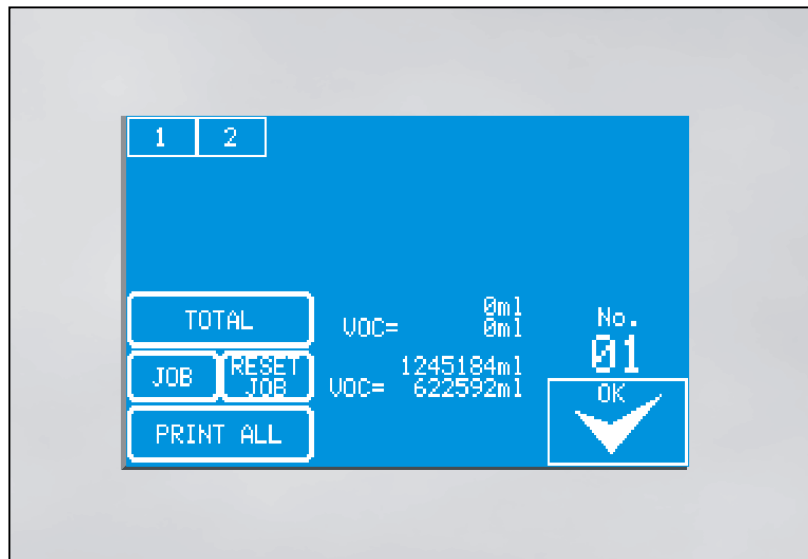 1 2
TOTAL
0ml
VOC= 0ml
No.
01
JOB
RESET JOB
1245184ml
VOC= 622592ml
PRINT ALL
OK